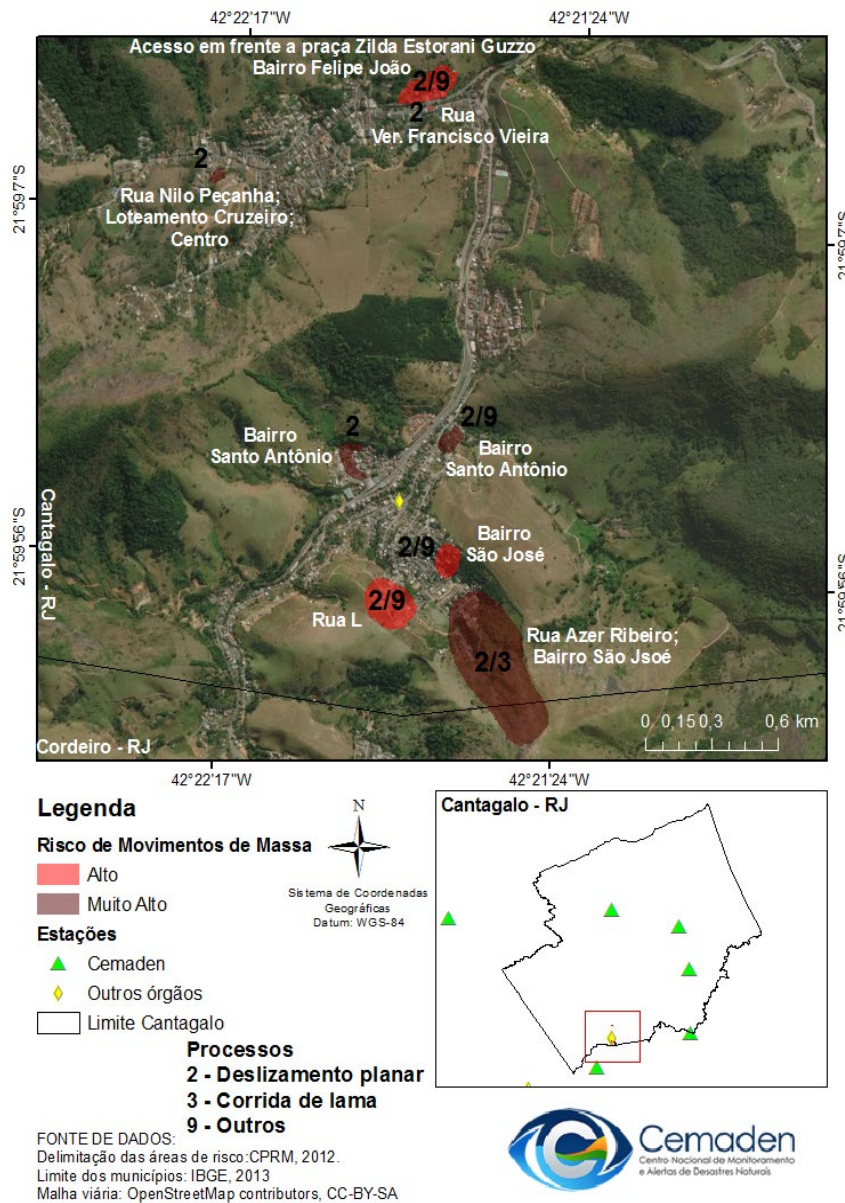 42°22'17"W
42°21'24"W
Acesso em frente a praça Zilda Estorani Guzzo
Bairro Felipe João
2/9
2
Rua
Ver. Francisco Vieira
2
Rua Nilo Peçanha;
Loteamento Cruzeiro;
Centro
21°59'7"S
21°59'7"S
2
Bairro
Santo Antônio
2/9
Bairro
Santo Antônio
Cantagalo - RJ
21°59'56"S
21°59'56"S
2/9
Bairro
São José
2/9
Rua L
Rua Azer Ribeiro;
Bairro São Jsoé
2/3
0 0,15 0,3 0,6 km
Cordeiro - RJ
42°22'17"W
42°21'24"W
Legenda
Risco de Movimentos de Massa
Alto
Muito Alto
Estações
Cemaden
Outros órgãos
Limite Cantagalo
N
Sistema de Coordenadas
Geográficas
Datum: WGS-84
Cantagalo - RJ
Processos
2 - Deslizamento planar
3 - Corrida de lama
9 - Outros
FONTE DE DADOS:
Delimitação das áreas de risco:CPRM, 2012.
Limite dos municípios: IBGE, 2013
Malha viária: OpenStreetMap contributors, CC-BY-SA
Cemaden
Centro Nacional de Monitoramento
e Alertas de Desastres Naturais